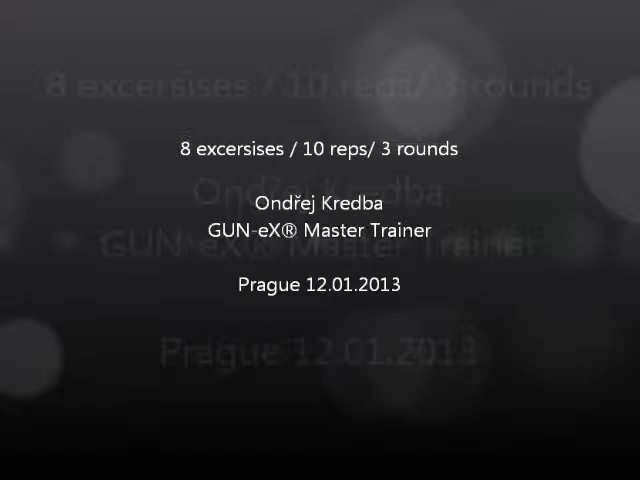 8 excersises / 10 reps/ 3 rounds
Ondřej Kredba
GUN-eX® Master Trainer
Prague 12.01.2013